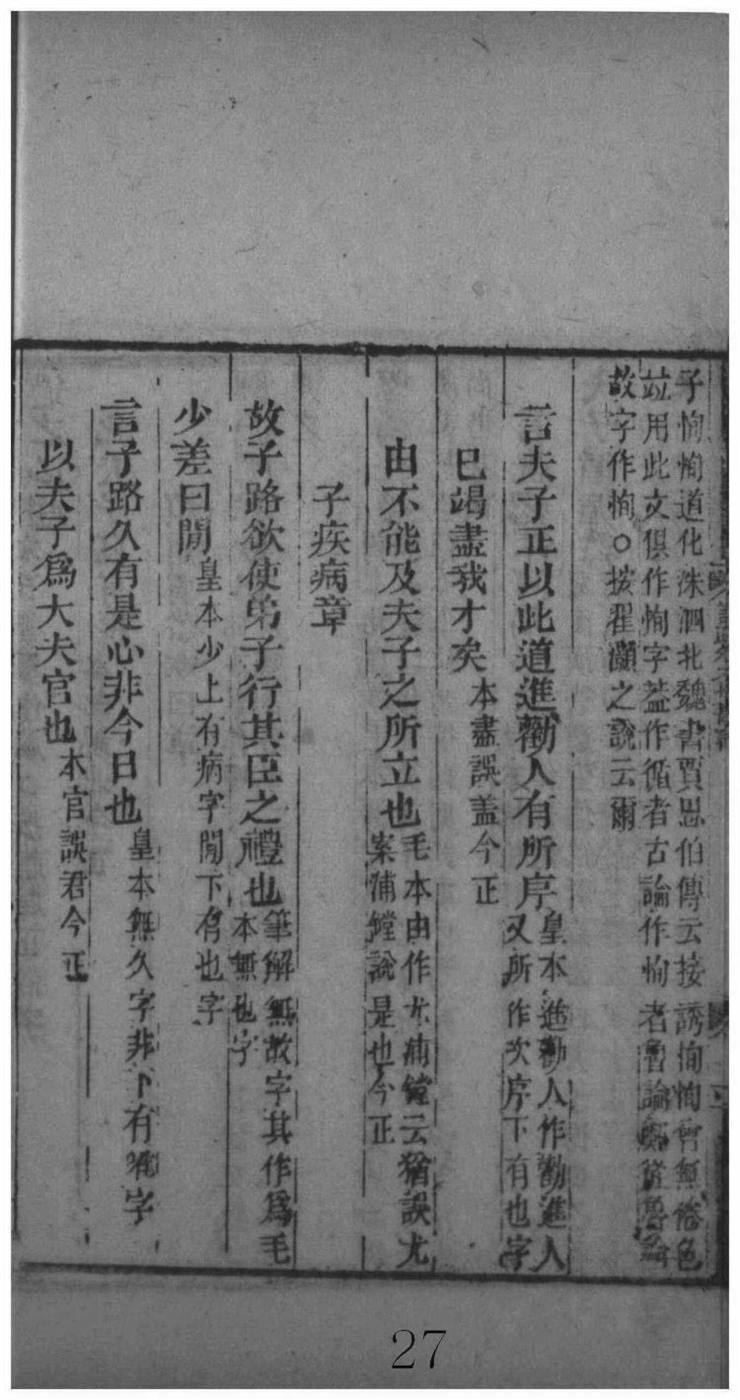 子恂恂道化洙泗北魏書賈思伯傳云接誘恂恂曾無倦色
竝用此文俱作恂字蓋作循者古論作恂者魯論鄭從魯論
故字作恂○按翟灝之說云爾
言夫子正以此道進勸人有所序皇本進勸人作勸進人
又所作次序下有也字
巳竭盡我才矣本盡誤盖今正
由不能及夫子之所立也毛本由作尤浦鏜云猶誤尤
案浦鏜說是也今正
子疾病章
故子路欲使弟子行其臣之禮也筆解無故字其作爲毛
本無也字
少差曰閒皇本少上有病字閒下有也字
言子路久有是心非今日也皇本無久字非下有唯字
以夫子爲大夫官也本官誤君今正
27